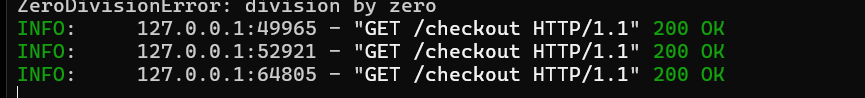 ZeroDivisionError: division by zero
INFO:     127.0.0.1:49965 - "GET /checkout HTTP/1.1" 200 OK
INFO:     127.0.0.1:52921 - "GET /checkout HTTP/1.1" 200 OK
INFO:     127.0.0.1:64805 - "GET /checkout HTTP/1.1" 200 OK